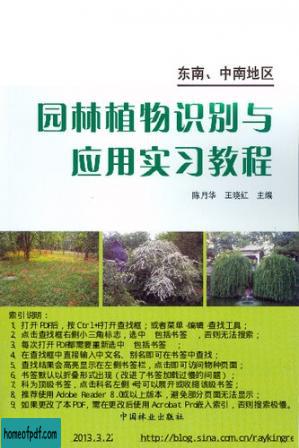 东南、中南地区
园林植物识别与
应用实习教程
陈月华 王晓红 主编
索引说明：
1、打开PDF后，按Ctrl+F打开查找框；或者菜单-编辑-查找工具；
2、点击查找框右侧小三角标志，选中 包括书签 ，否则无法搜索；
3、每次打开PDF都需要重新选中 包括书签 ；
4、在查找框中直接输入中文名、别名即可在书签中查找；
5、查找结果会高亮显示在左侧书签栏，点击即可访问物种页面；
6、书签默认以折叠形式出现（改进了书签加载过慢的问题）；
7、科为顶级书签，点击科名左侧+号可以展开或收缩该级书签；
8、推荐使用Adobe Reader 8.0或以上版本，避免部分页面无法显示；
9、如果更改了本PDF，需在更改后使用Acrobat Pro嵌入索引，否则搜索极慢。
中国林业出版社
2013.3.22
http://blog.sina.com.cn/rayking
homeofpdf.com